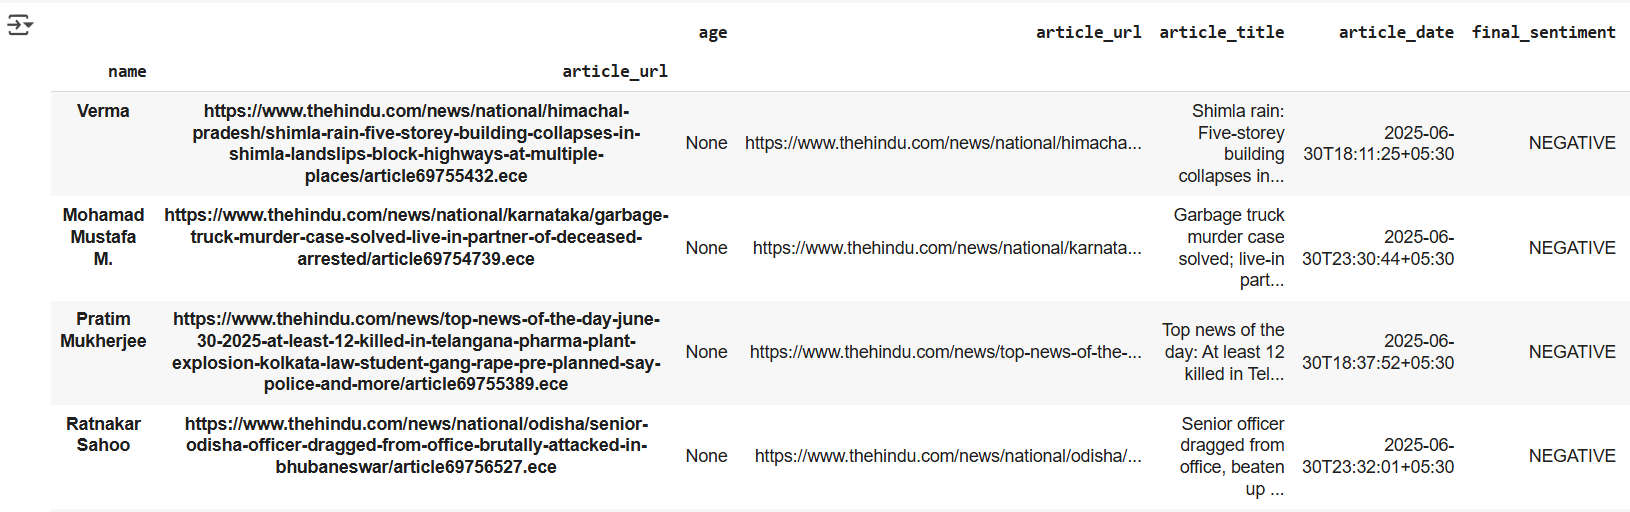 age article_url article_title article_date final_sentiment
name article_url
Verma
https://www.thehindu.com/news/national/himachal-
pradesh/shimla-rain-five-storey-building-collapses-in-
shimla-landslips-block-highways-at-multiple-
places/article69755432.ece
None
https://www.thehindu.com/news/national/himacha...
Shimla rain:
Five-storey
building
collapses in...
2025-06-
30T18:11:25+05:30
NEGATIVE
Mohamad
Mustafa
M.
https://www.thehindu.com/news/national/karnataka/garbage-
truck-murder-case-solved-live-in-partner-of-deceased-
arrested/article69754739.ece
None
https://www.thehindu.com/news/national/karnata...
Garbage truck
murder case
solved; live-in
part...
2025-06-
30T23:30:44+05:30
NEGATIVE
Pratim
Mukherjee
https://www.thehindu.com/news/top-news-of-the-day-june-
30-2025-at-least-12-killed-in-telangana-pharma-plant-
explosion-kolkata-law-student-gang-rape-pre-planned-say-
police-and-more/article69755389.ece
None
https://www.thehindu.com/news/top-news-of-the-...
Top news of the
day: At least 12
killed in Tel...
2025-06-
30T18:37:52+05:30
NEGATIVE
Ratnakar
Sahoo
https://www.thehindu.com/news/national/odisha/senior-
odisha-officer-dragged-from-office-brutally-attacked-in-
bhubaneswar/article69756527.ece
None
https://www.thehindu.com/news/national/odisha/...
Senior officer
dragged from
office, beaten
up ...
2025-06-
30T23:32:01+05:30
NEGATIVE